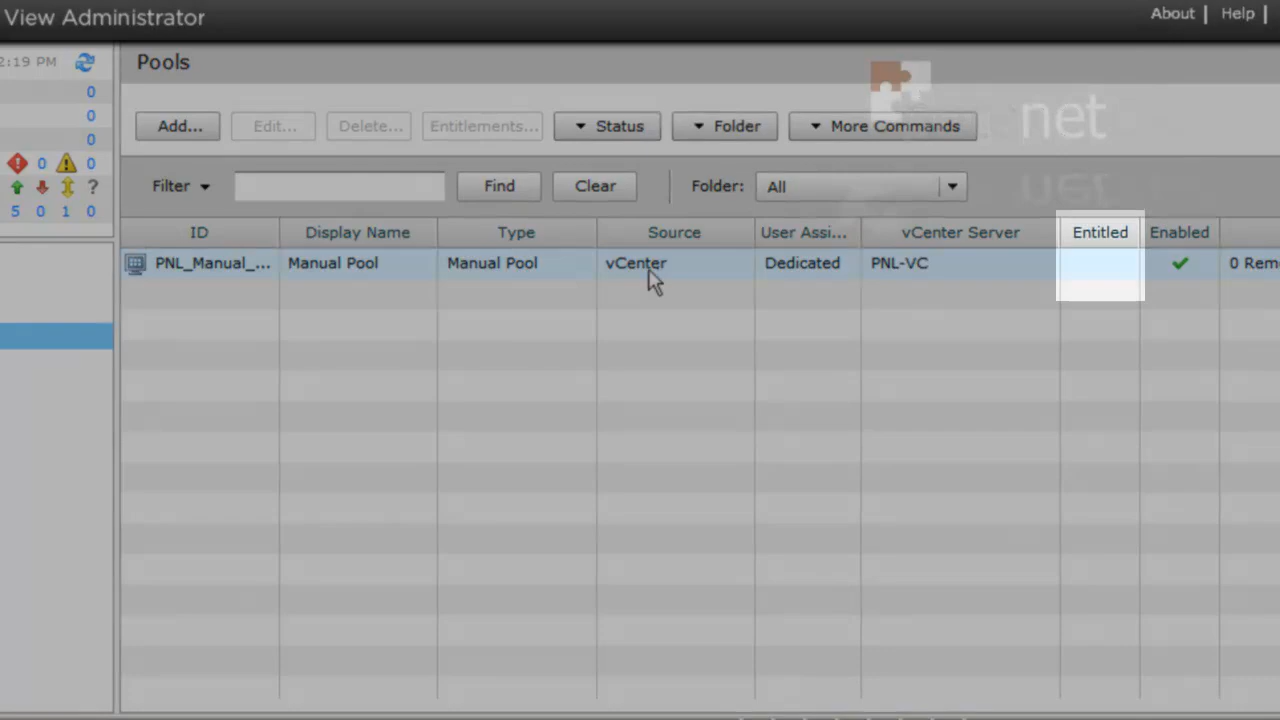 View Administrator
About | Help |
2:19 PM
0
0
0
0 0
?
5 0 1 0
Pools
net
Add... Edit... Delete... Entitlements... Status Folder More Commands
Filter Find Clear Folder: All
ID Display Name Type Source User Assi... vCenter Server Entitled Enabled
PNL_Manual_... Manual Pool Manual Pool vCenter Dedicated PNL-VC 0 Rem